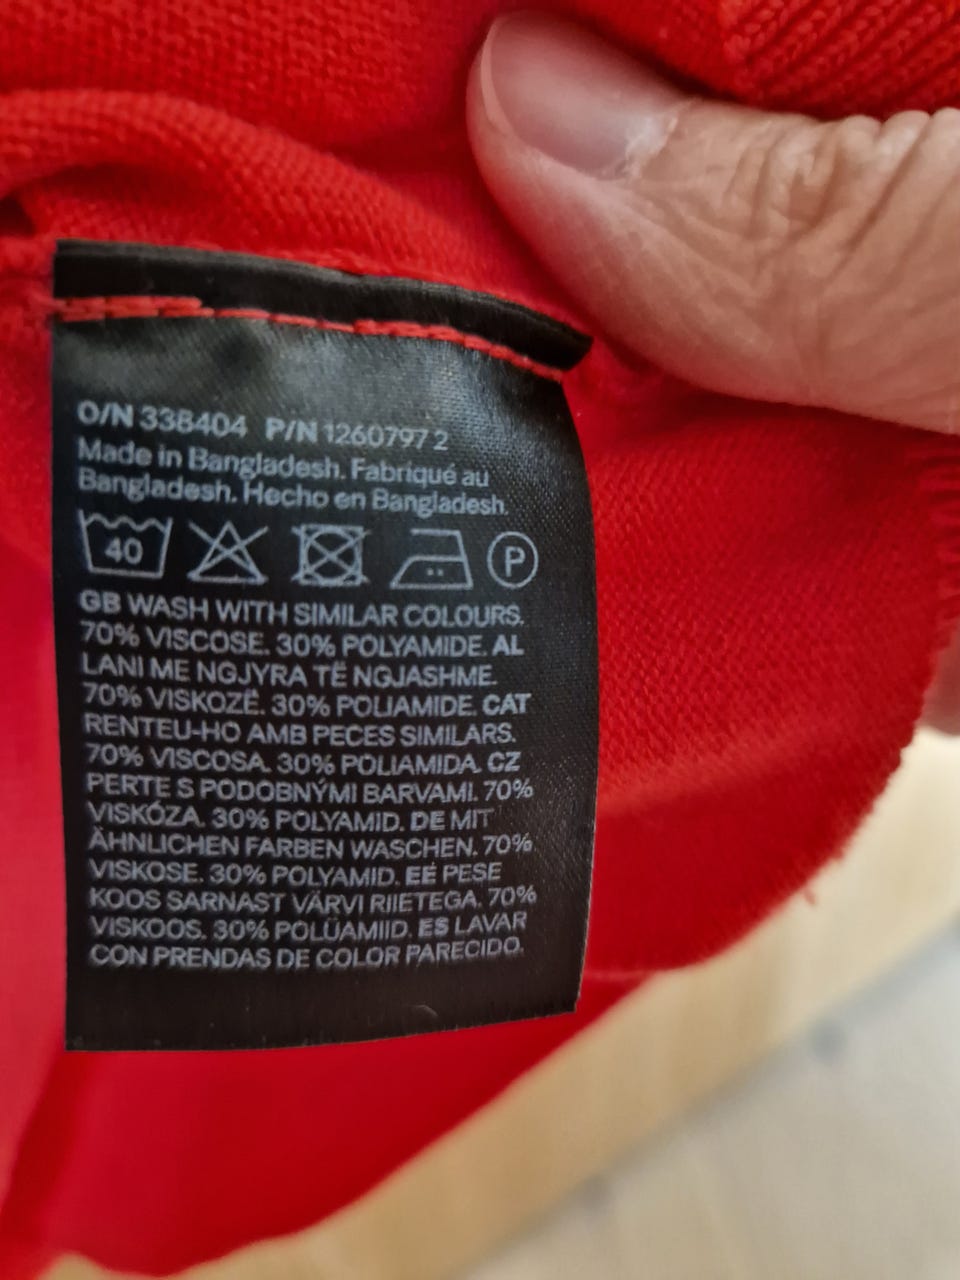 O/N 338404 P/N 1260797 2
Made in Bangladesh. Fabriqué au
Bangladesh. Hecho en Bangladesh.
40 P
GB WASH WITH SIMILAR COLOURS.
70% VISCOSE. 30% POLYAMIDE. AL
LANI ME NGJYRA TË NGJASHME.
70% VISKOZË. 30% POLIAMIDE. CAT
RENTEU-HO AMB PECES SIMILARS.
70% VISCOSA. 30% POLIAMIDA. CZ
PERTE S PODOBNÝMI BARVAMI. 70%
VISKÓZA. 30% POLYAMID. DE MIT
ÄHNLICHEN FARBEN WASCHEN. 70%
VISKOSE. 30% POLYAMID. EE PESE
KOOS SARNAST VÄRVI RIIETEGA. 70%
VISKOOS. 30% POLÜAMIID. ES LAVAR
CON PRENDAS DE COLOR PARECIDO.